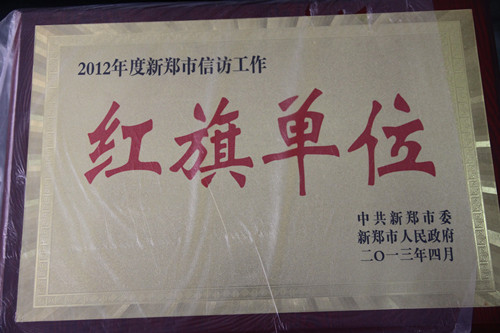 2012年度新郑市信访工作
红旗单位
中共新郑市委
新郑市人民政府
二〇一三年四月